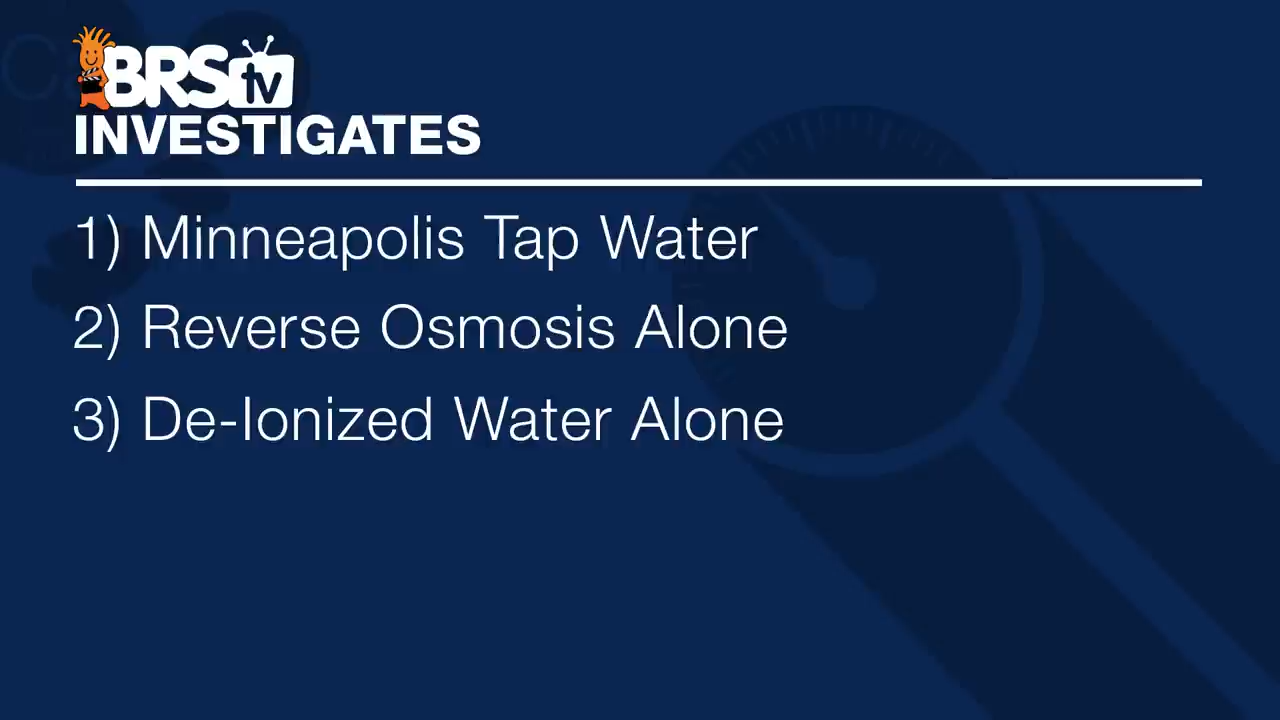 BRStv
INVESTIGATES
1) Minneapolis Tap Water
2) Reverse Osmosis Alone
3) De-Ionized Water Alone